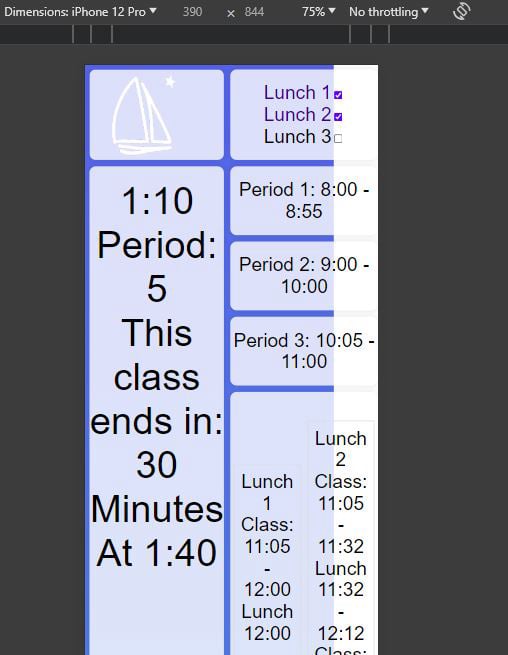 Dimensions: iPhone 12 Pro 390 x 844 75% No throttling
Lunch 1
Lunch 2
Lunch 3
1:10
Period:
5
This
class
ends in:
30
Minutes
At 1:40
Period 1: 8:00 -
8:55
Period 2: 9:00 -
10:00
Period 3: 10:05 -
11:00
Lunch
1
Class:
11:05
-
12:00
Lunch
12:00
Lunch
2
Class:
11:05
-
11:32
Lunch
11:32
-
12:12
Class: